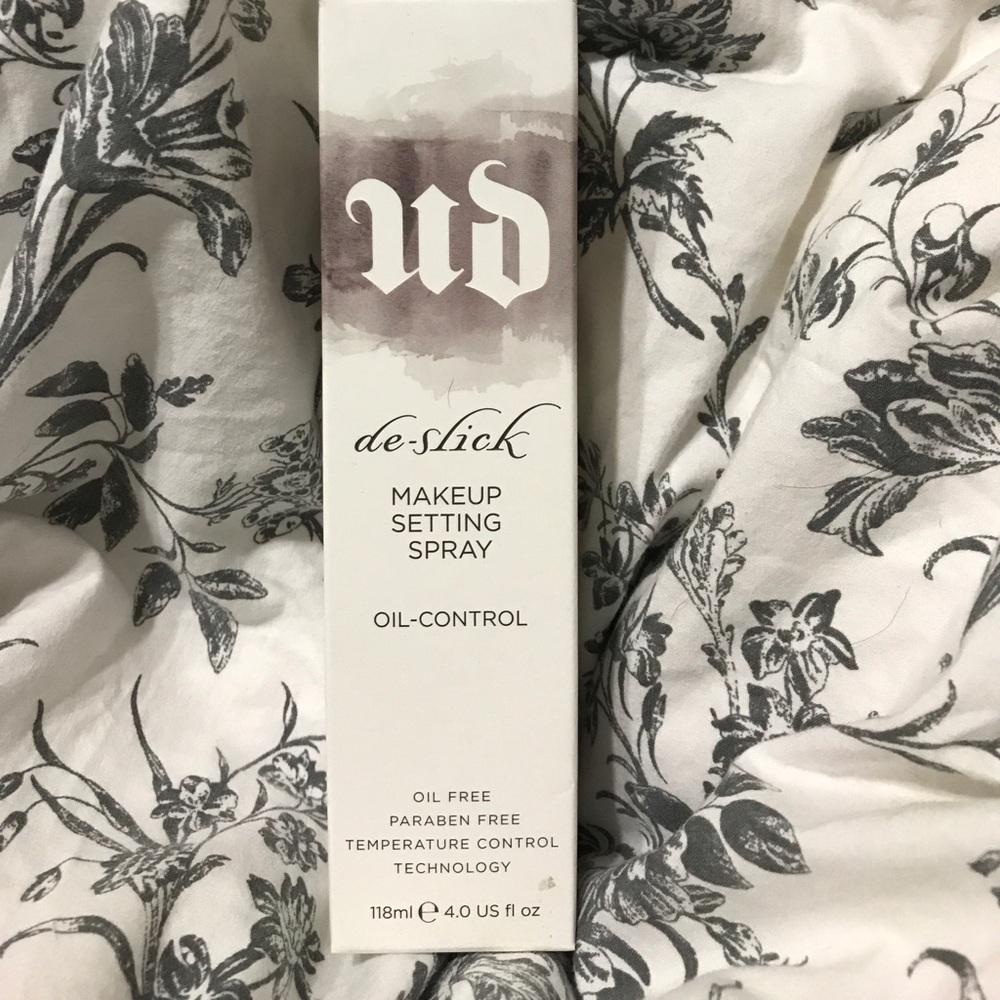 UD
de-slick
MAKEUP
SETTING
SPRAY
OIL-CONTROL
OIL FREE
PARABEN FREE
TEMPERATURE CONTROL
TECHNOLOGY
118ml ℮ 4.0 US fl oz